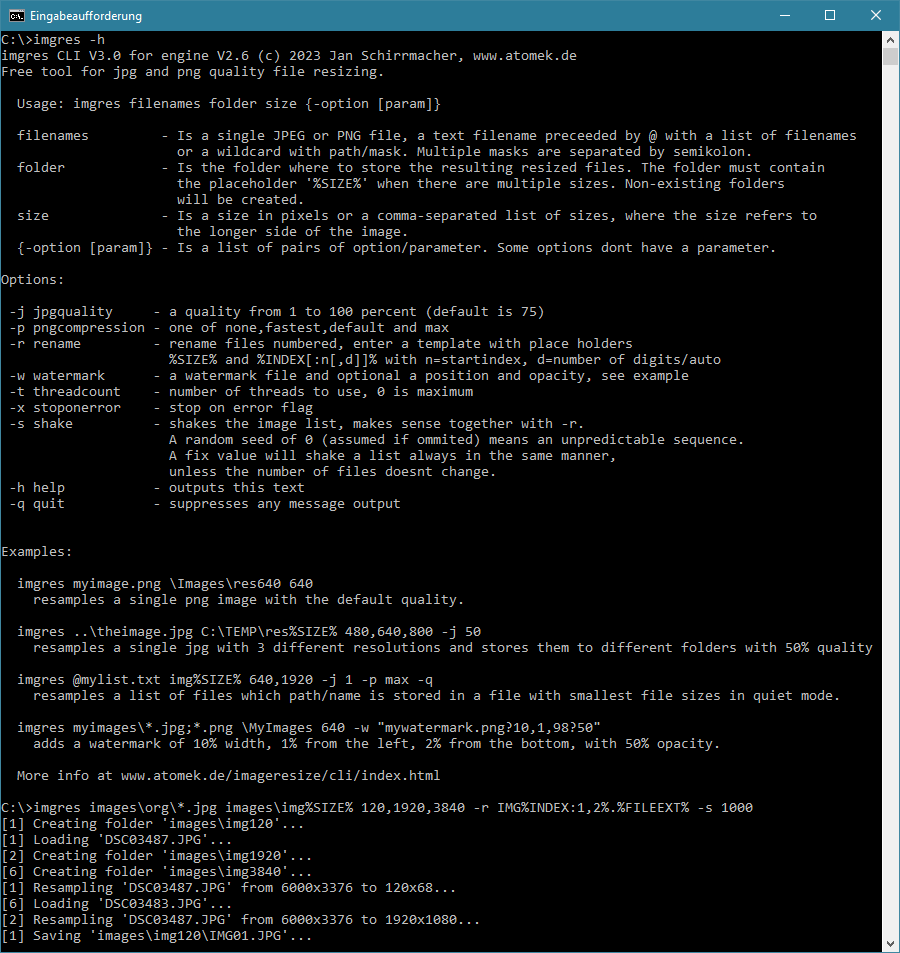 Eingabeaufforderung
C:\>imgres -h
imgres CLI V3.0 for engine V2.6 (c) 2023 Jan Schirrmacher, www.atomek.de
Free tool for jpg and png quality file resizing.
Usage: imgres filenames folder size {-option [param]}
filenames - Is a single JPEG or PNG file, a text filename preceeded by @ with a list of filenames
or a wildcard with path/mask. Multiple masks are separated by semikolon.
folder - Is the folder where to store the resulting resized files. The folder must contain
the placeholder '%SIZE%' when there are multiple sizes. Non-existing folders
will be created.
size - Is a size in pixels or a comma-separated list of sizes, where the size refers to
the longer side of the image.
{-option [param]} - Is a list of pairs of option/parameter. Some options dont have a parameter.
Options:
-j jpgquality - a quality from 1 to 100 percent (default is 75)
-p pngcompression - one of none,fastest,default and max
-r rename - rename files numbered, enter a template with place holders
%SIZE% and %INDEX[:n[,d]]% with n=startindex, d=number of digits/auto
-w watermark - a watermark file and optional a position and opacity, see example
-t threadcount - number of threads to use, 0 is maximum
-x stoponerror - stop on error flag
-s shake - shakes the image list, makes sense together with -r.
A random seed of 0 (assumed if ommited) means an unpredictable sequence.
A fix value will shake a list always in the same manner,
unless the number of files doesnt change.
-h help - outputs this text
-q quit - suppresses any message output
Examples:
imgres myimage.png \Images\res640 640
resamples a single png image with the default quality.
imgres ..\theimage.jpg C:\TEMP\res%SIZE% 480,640,800 -j 50
resamples a single jpg with 3 different resolutions and stores them to different folders with 50% quality
imgres @mylist.txt img%SIZE% 640,1920 -j 1 -p max -q
resamples a list of files which path/name is stored in a file with smallest file sizes in quiet mode.
imgres myimages\*.jpg;*.png \MyImages 640 -w "mywatermark.png?10,1,98?50"
adds a watermark of 10% width, 1% from the left, 2% from the bottom, with 50% opacity.
More info at www.atomek.de/imageresize/cli/index.html
C:\>imgres images\org\*.jpg images\img%SIZE% 120,1920,3840 -r IMG%INDEX:1,2%.%FILEEXT% -s 1000
[1] Creating folder 'images\img120'...
[1] Loading 'DSC03487.JPG'...
[2] Creating folder 'images\img1920'...
[6] Creating folder 'images\img3840'...
[1] Resampling 'DSC03487.JPG' from 6000x3376 to 120x68...
[6] Loading 'DSC03483.JPG'...
[2] Resampling 'DSC03487.JPG' from 6000x3376 to 1920x1080...
[1] Saving 'images\img120\IMG01.JPG'...